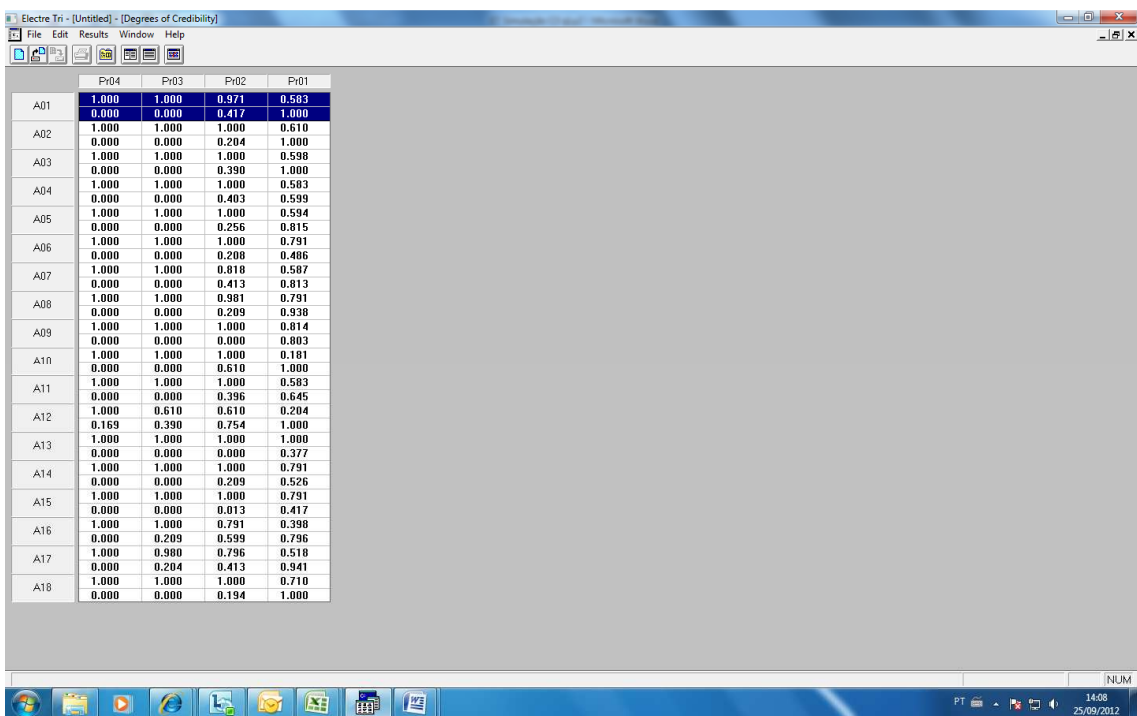 Electre Tri - [Untitled] - [Degrees of Credibility]
File Edit Results Window Help
Pr04 Pr03 Pr02 Pr01
A01 1.000 1.000 0.971 0.583
0.000 0.000 0.417 1.000
A02 1.000 1.000 1.000 0.610
0.000 0.000 0.204 1.000
A03 1.000 1.000 1.000 0.598
0.000 0.000 0.390 1.000
A04 1.000 1.000 1.000 0.583
0.000 0.000 0.403 0.599
A05 1.000 1.000 1.000 0.594
0.000 0.000 0.256 0.815
A06 1.000 1.000 1.000 0.791
0.000 0.000 0.208 0.486
A07 1.000 1.000 0.818 0.587
0.000 0.000 0.413 0.813
A08 1.000 1.000 0.981 0.791
0.000 0.000 0.209 0.938
A09 1.000 1.000 1.000 0.814
0.000 0.000 0.000 0.803
A10 1.000 1.000 1.000 0.181
0.000 0.000 0.610 1.000
A11 1.000 1.000 1.000 0.583
0.000 0.000 0.396 0.645
A12 1.000 0.610 0.610 0.204
0.169 0.390 0.754 1.000
A13 1.000 1.000 1.000 1.000
0.000 0.000 0.000 0.377
A14 1.000 1.000 1.000 0.791
0.000 0.000 0.209 0.526
A15 1.000 1.000 1.000 0.791
0.000 0.000 0.013 0.417
A16 1.000 1.000 0.791 0.398
0.000 0.209 0.599 0.796
A17 1.000 0.980 0.796 0.518
0.000 0.204 0.413 0.941
A18 1.000 1.000 1.000 0.710
0.000 0.000 0.194 1.000
NUM
PT 14:08
25/09/2012